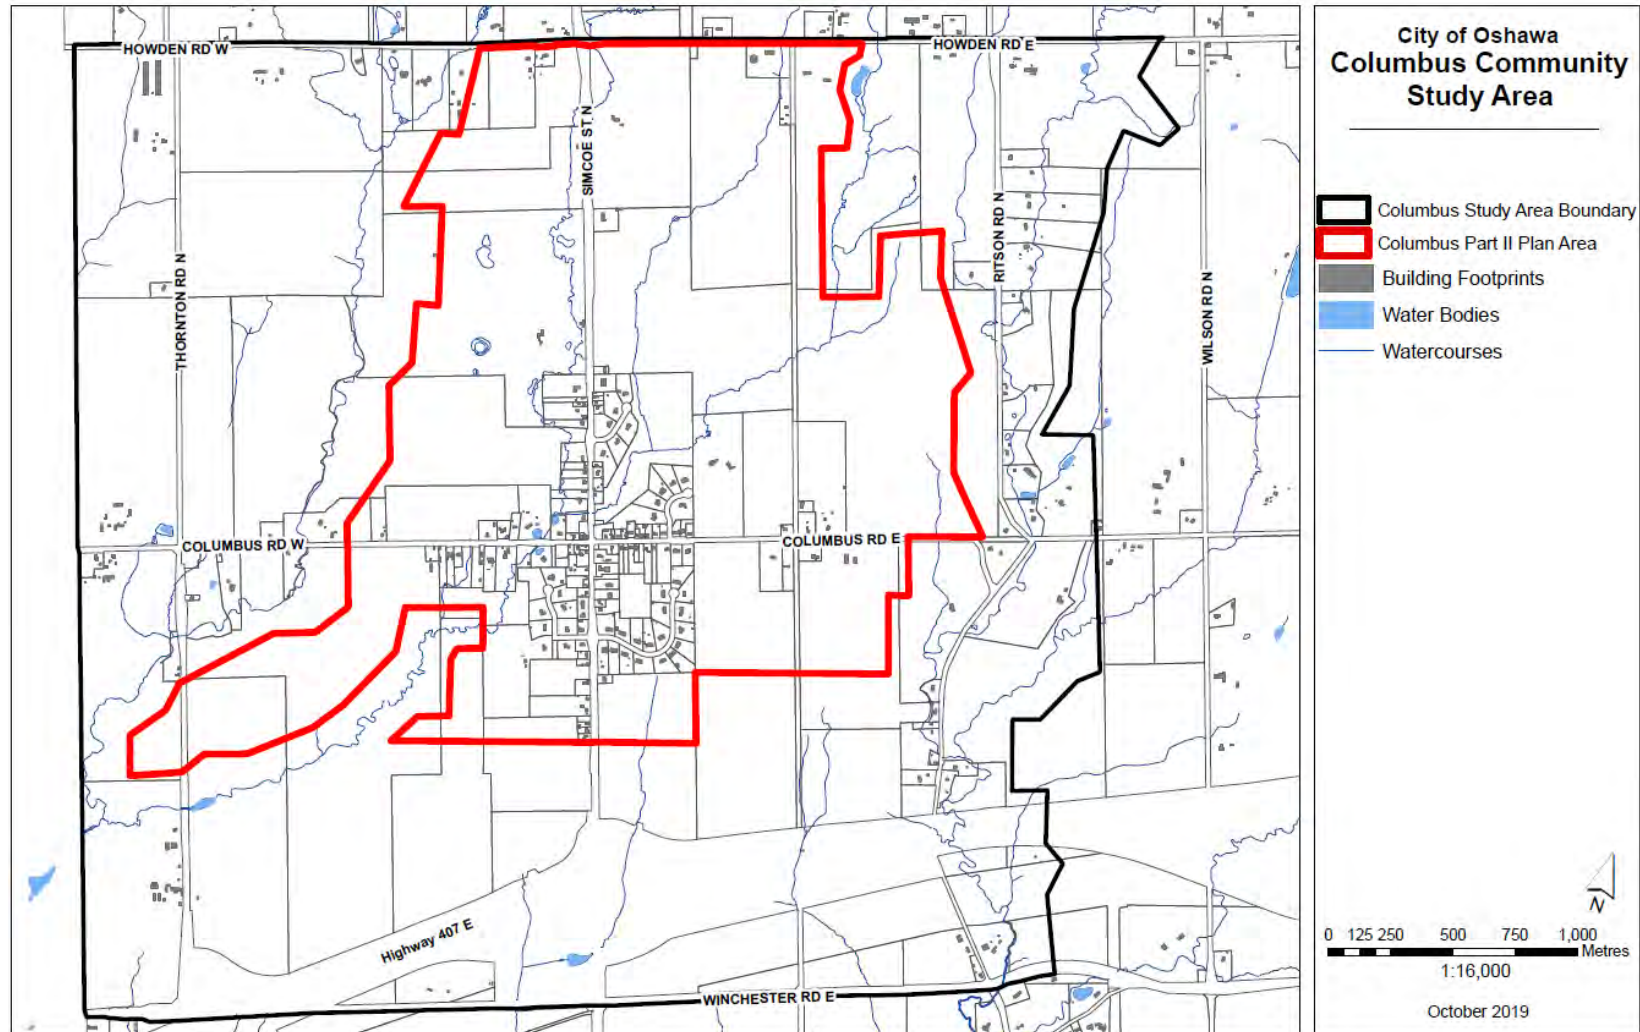 HOWDEN RD W
HOWDEN RD E
SIMCOE ST N
THORNTON RD N
RITSON RD N
WILSON RD N
COLUMBUS RD W
COLUMBUS RD E
Highway 407 E
WINCHESTER RD E
City of Oshawa
Columbus Community
Study Area
Columbus Study Area Boundary
Columbus Part II Plan Area
Building Footprints
Water Bodies
Watercourses
N
0 125 250 500 750 1,000
Metres
1:16,000
October 2019